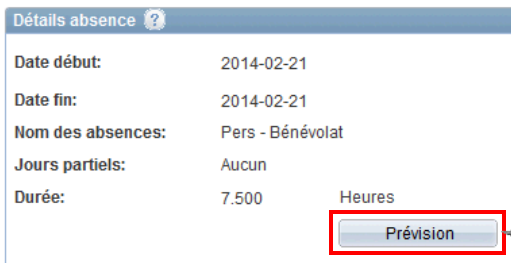 Détails absence ?
Date début: 2014-02-21
Date fin: 2014-02-21
Nom des absences: Pers - Bénévolat
Jours partiels: Aucun
Durée: 7.500 Heures
Prévision